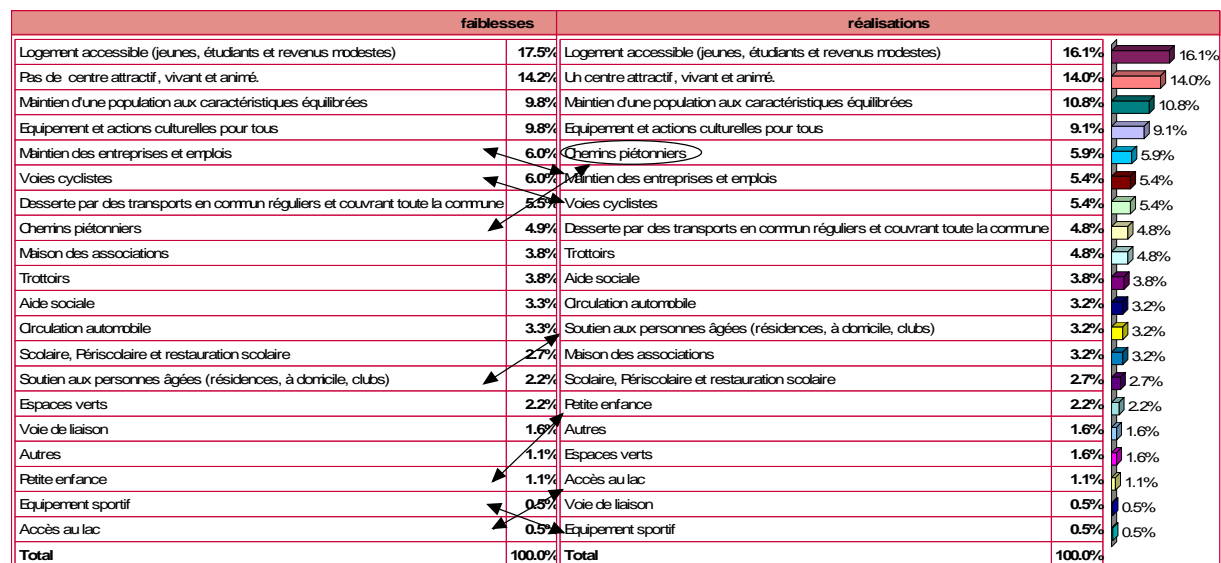 faiblesses réalisations
Logement accessible (jeunes, étudiants et revenus modestes) 17.5% Logement accessible (jeunes, étudiants et revenus modestes) 16.1% 16.1%
Pas de centre attractif, vivant et animé. 14.2% Un centre attractif, vivant et animé. 14.0% 14.0%
Maintien d'une population aux caractéristiques équilibrées 9.8% Maintien d'une population aux caractéristiques équilibrées 10.8% 10.8%
Equipement et actions culturelles pour tous 9.8% Equipement et actions culturelles pour tous 9.1% 9.1%
Maintien des entreprises et emplois 6.0% Chemins piétonniers 5.9% 5.9%
Voies cyclistes 6.0% Maintien des entreprises et emplois 5.4% 5.4%
Desserte par des transports en commun réguliers et couvrant toute la commune 5.5% Voies cyclistes 5.4% 5.4%
Chemins piétonniers 4.9% Desserte par des transports en commun réguliers et couvrant toute la commune 4.8% 4.8%
Maison des associations 3.8% Trottoirs 4.8% 4.8%
Trottoirs 3.8% Aide sociale 3.8% 3.8%
Aide sociale 3.3% Circulation automobile 3.2% 3.2%
Circulation automobile 3.3% Soutien aux personnes âgées (résidences, à domicile, clubs) 3.2% 3.2%
Scolaire, Périscolaire et restauration scolaire 2.7% Maison des associations 3.2% 3.2%
Soutien aux personnes âgées (résidences, à domicile, clubs) 2.2% Scolaire, Périscolaire et restauration scolaire 2.7% 2.7%
Espaces verts 2.2% Petite enfance 2.2% 2.2%
Voie de liaison 1.6% Autres 1.6% 1.6%
Autres 1.1% Espaces verts 1.6% 1.6%
Petite enfance 1.1% Accès au lac 1.1% 1.1%
Equipement sportif 0.5% Voie de liaison 0.5% 0.5%
Accès au lac 0.5% Equipement sportif 0.5% 0.5%
Total 100.0% Total 100.0%